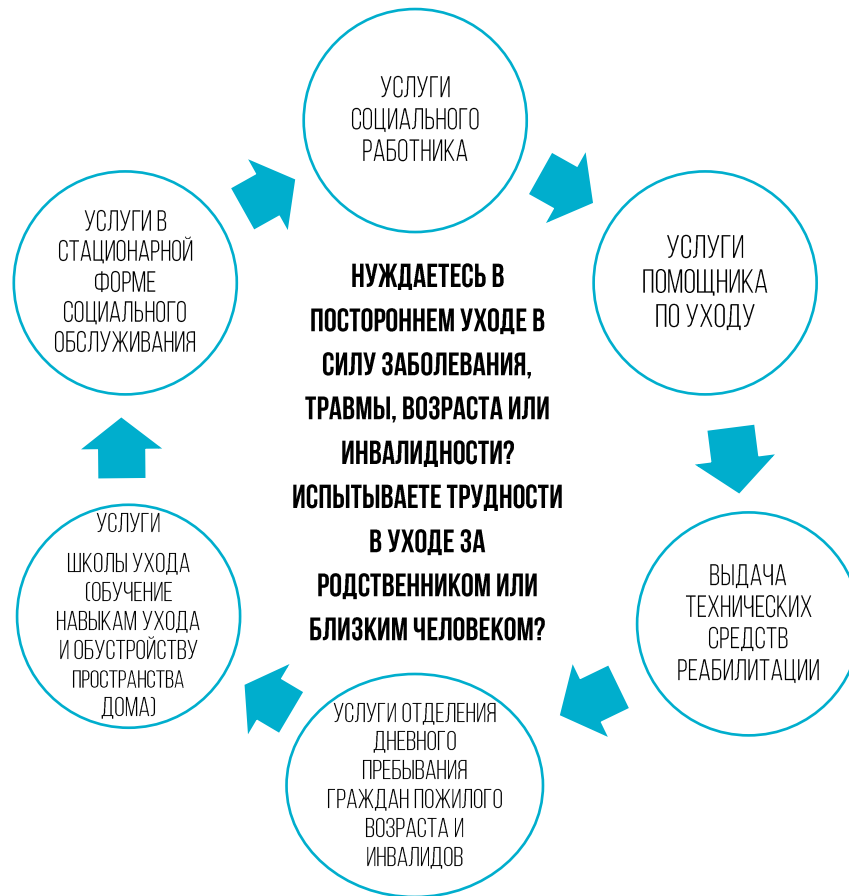 УСЛУГИ
СОЦИАЛЬНОГО
РАБОТНИКА
УСЛУГИ
ПОМОЩНИКА
ПО УХОДУ
ВЫДАЧА
ТЕХНИЧЕСКИХ
СРЕДСТВ
РЕАБИЛИТАЦИИ
УСЛУГИ ОТДЕЛЕНИЯ
ДНЕВНОГО
ПРЕБЫВАНИЯ
ГРАЖДАН ПОЖИЛОГО
ВОЗРАСТА И
ИНВАЛИДОВ
УСЛУГИ
ШКОЛЫ УХОДА
(ОБУЧЕНИЕ
НАВЫКАМ УХОДА
И ОБУСТРОЙСТВУ
ПРОСТРАНСТВА
ДОМА)
УСЛУГИ В
СТАЦИОНАРНОЙ
ФОРМЕ
СОЦИАЛЬНОГО
ОБСЛУЖИВАНИЯ
НУЖДАЕТЕСЬ В
ПОСТОРОННЕМ УХОДЕ В
СИЛУ ЗАБОЛЕВАНИЯ,
ТРАВМЫ, ВОЗРАСТА ИЛИ
ИНВАЛИДНОСТИ?
ИСПЫТЫВАЕТЕ ТРУДНОСТИ
В УХОДЕ ЗА
РОДСТВЕННИКОМ ИЛИ
БЛИЗКИМ ЧЕЛОВЕКОМ?